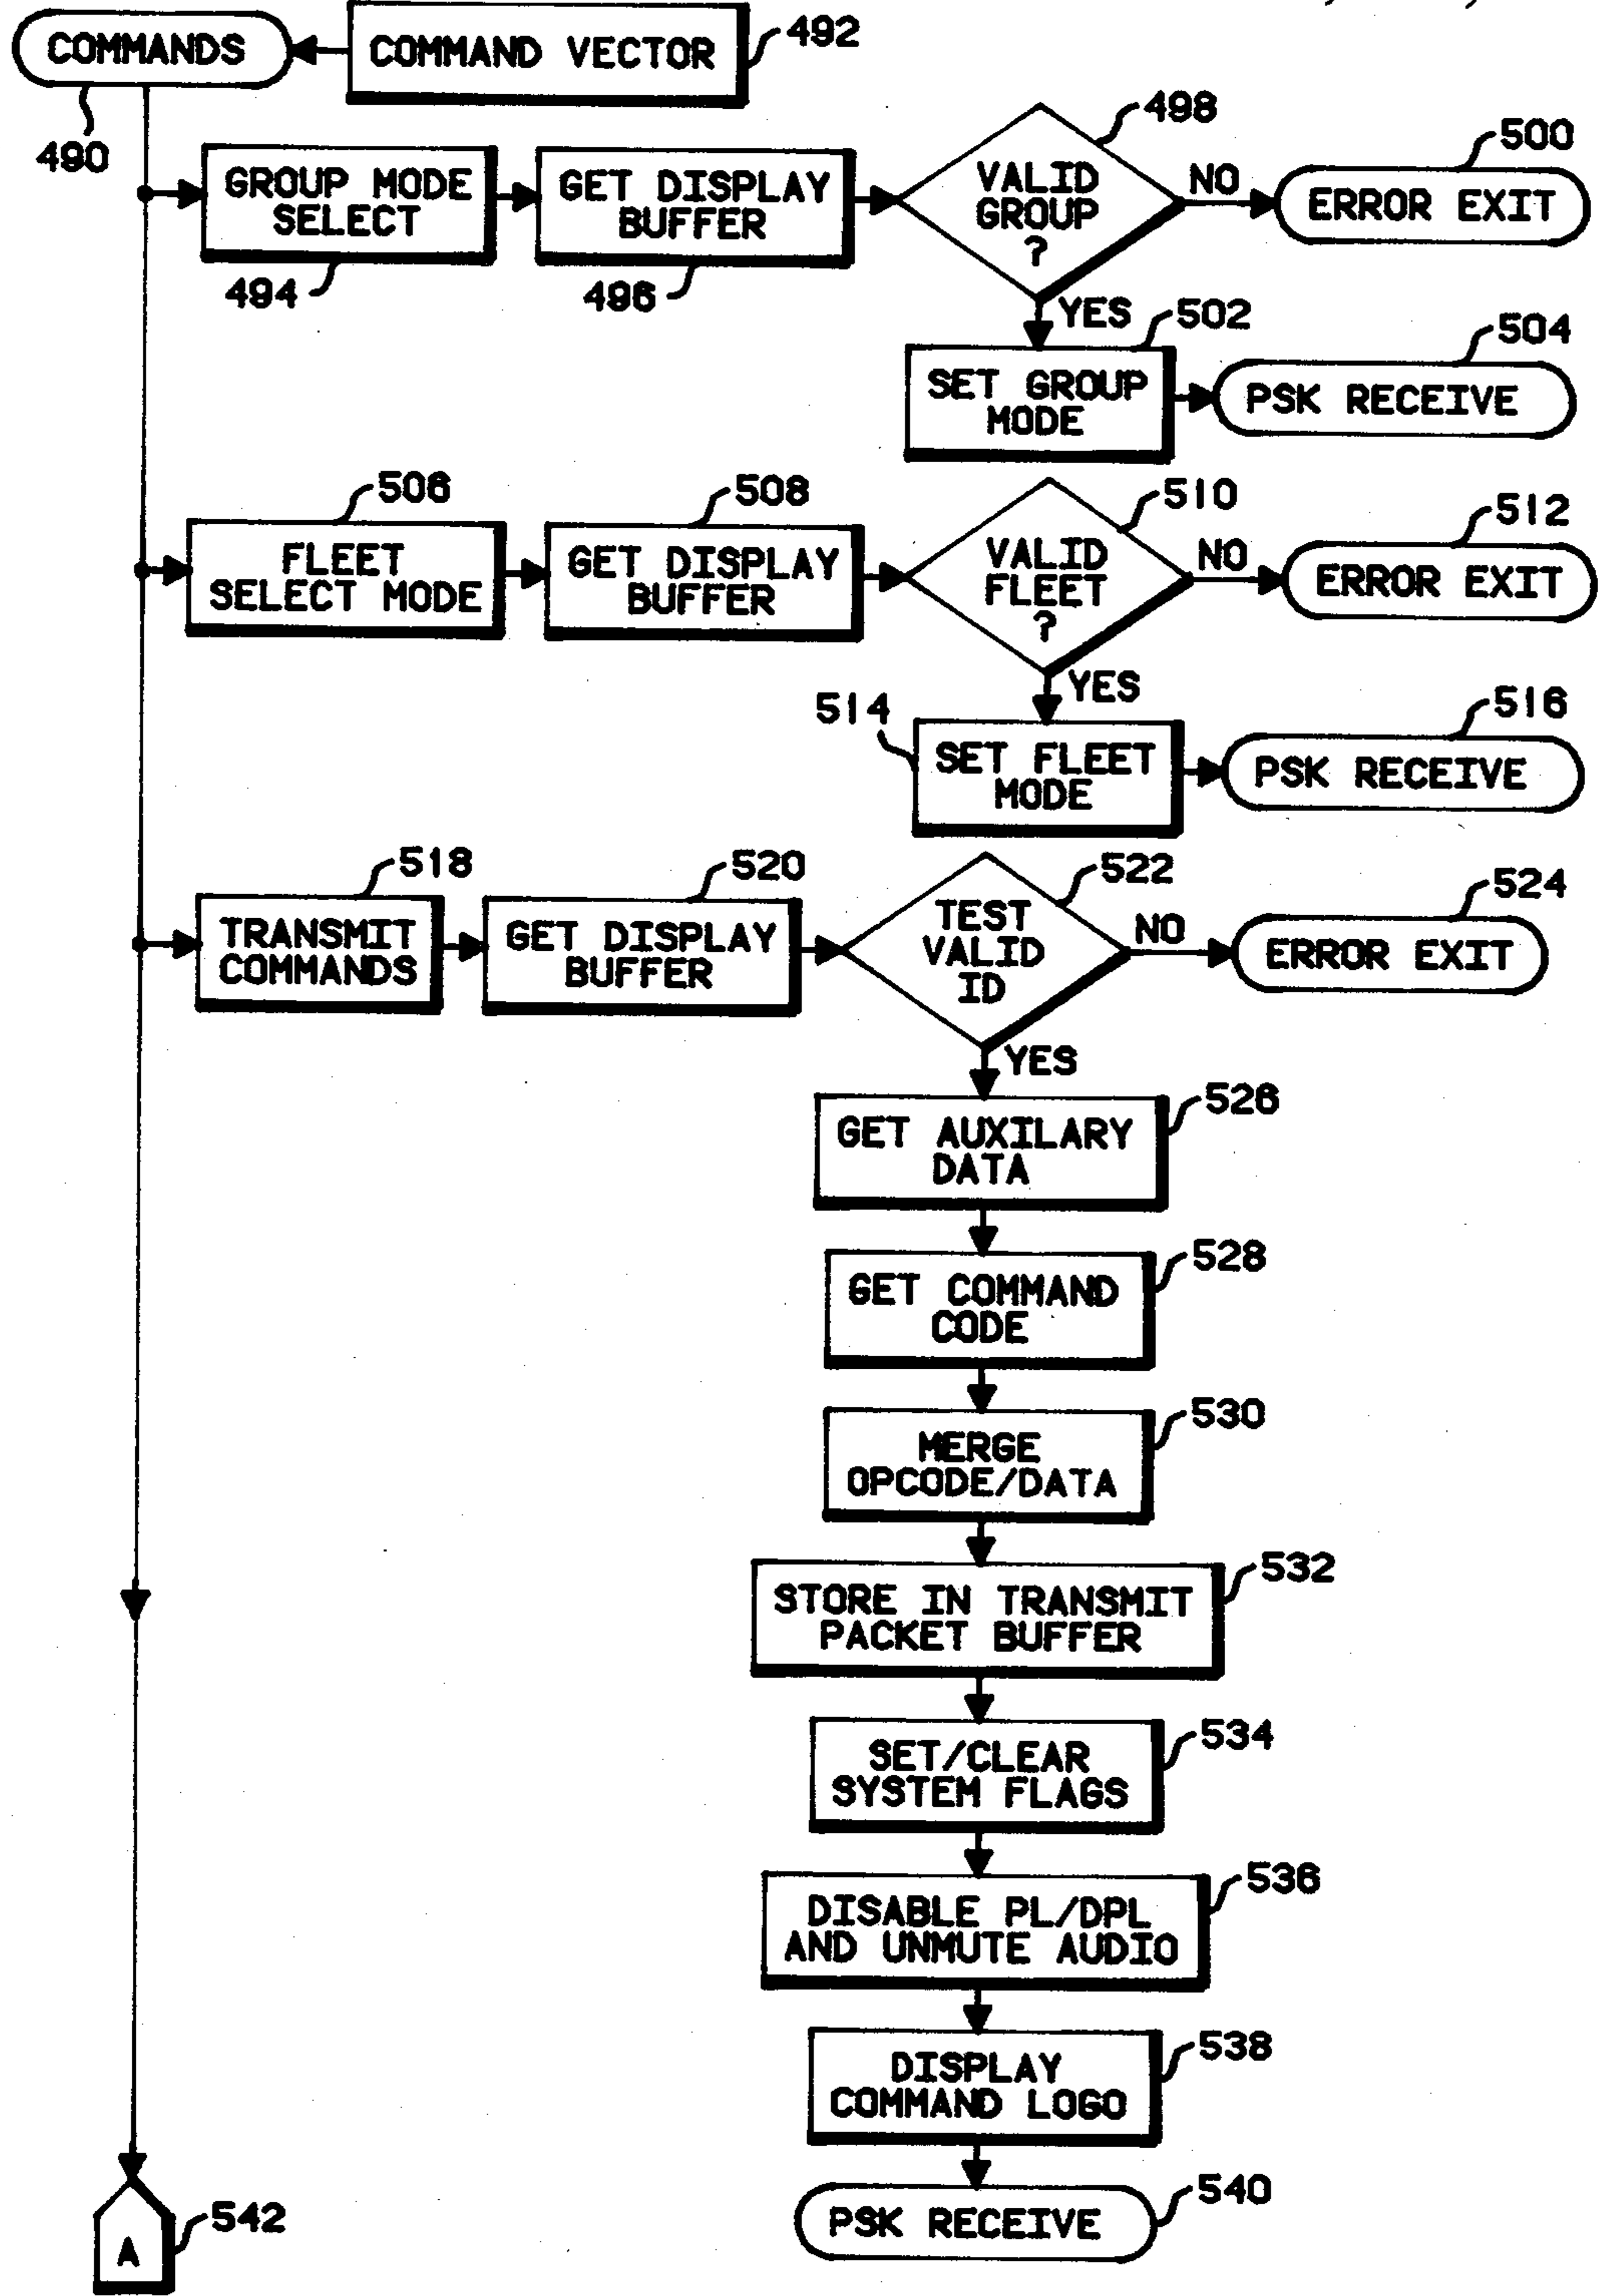 COMMANDS
COMMAND VECTOR
492
490
GROUP MODE
SELECT
494
GET DISPLAY
BUFFER
496
VALID
GROUP
?
498
NO
ERROR EXIT
500
YES
SET GROUP
MODE
502
PSK RECEIVE
504
FLEET
SELECT MODE
506
GET DISPLAY
BUFFER
508
VALID
FLEET
?
510
NO
ERROR EXIT
512
YES
514
SET FLEET
MODE
PSK RECEIVE
516
TRANSMIT
COMMANDS
518
GET DISPLAY
BUFFER
520
TEST
VALID
ID
522
NO
ERROR EXIT
524
YES
GET AUXILARY
DATA
526
GET COMMAND
CODE
528
MERGE
OPCODE/DATA
530
STORE IN TRANSMIT
PACKET BUFFER
532
SET/CLEAR
SYSTEM FLAGS
534
DISABLE PL/DPL
AND UNMUTE AUDIO
536
DISPLAY
COMMAND LOGO
538
PSK RECEIVE
540
A
542